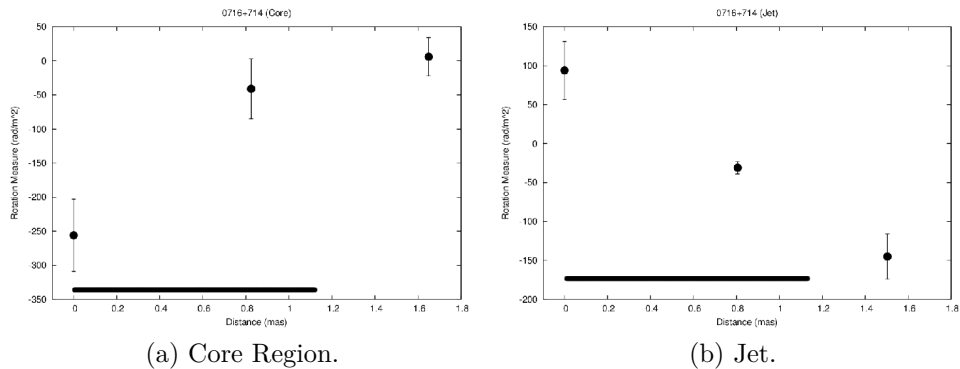 0716+714 (Core)
Rotation Measure (rad/m^2)
50
0
-50
-100
-150
-200
-250
-300
-350
0 0.2 0.4 0.6 0.8 1 1.2 1.4 1.6 1.8
Distance (mas)
(a) Core Region.
0716+714 (Jet)
Rotation Measure (rad/m^2)
150
100
50
0
-50
-100
-150
-200
0 0.2 0.4 0.6 0.8 1 1.2 1.4 1.6 1.8
Distance (mas)
(b) Jet.